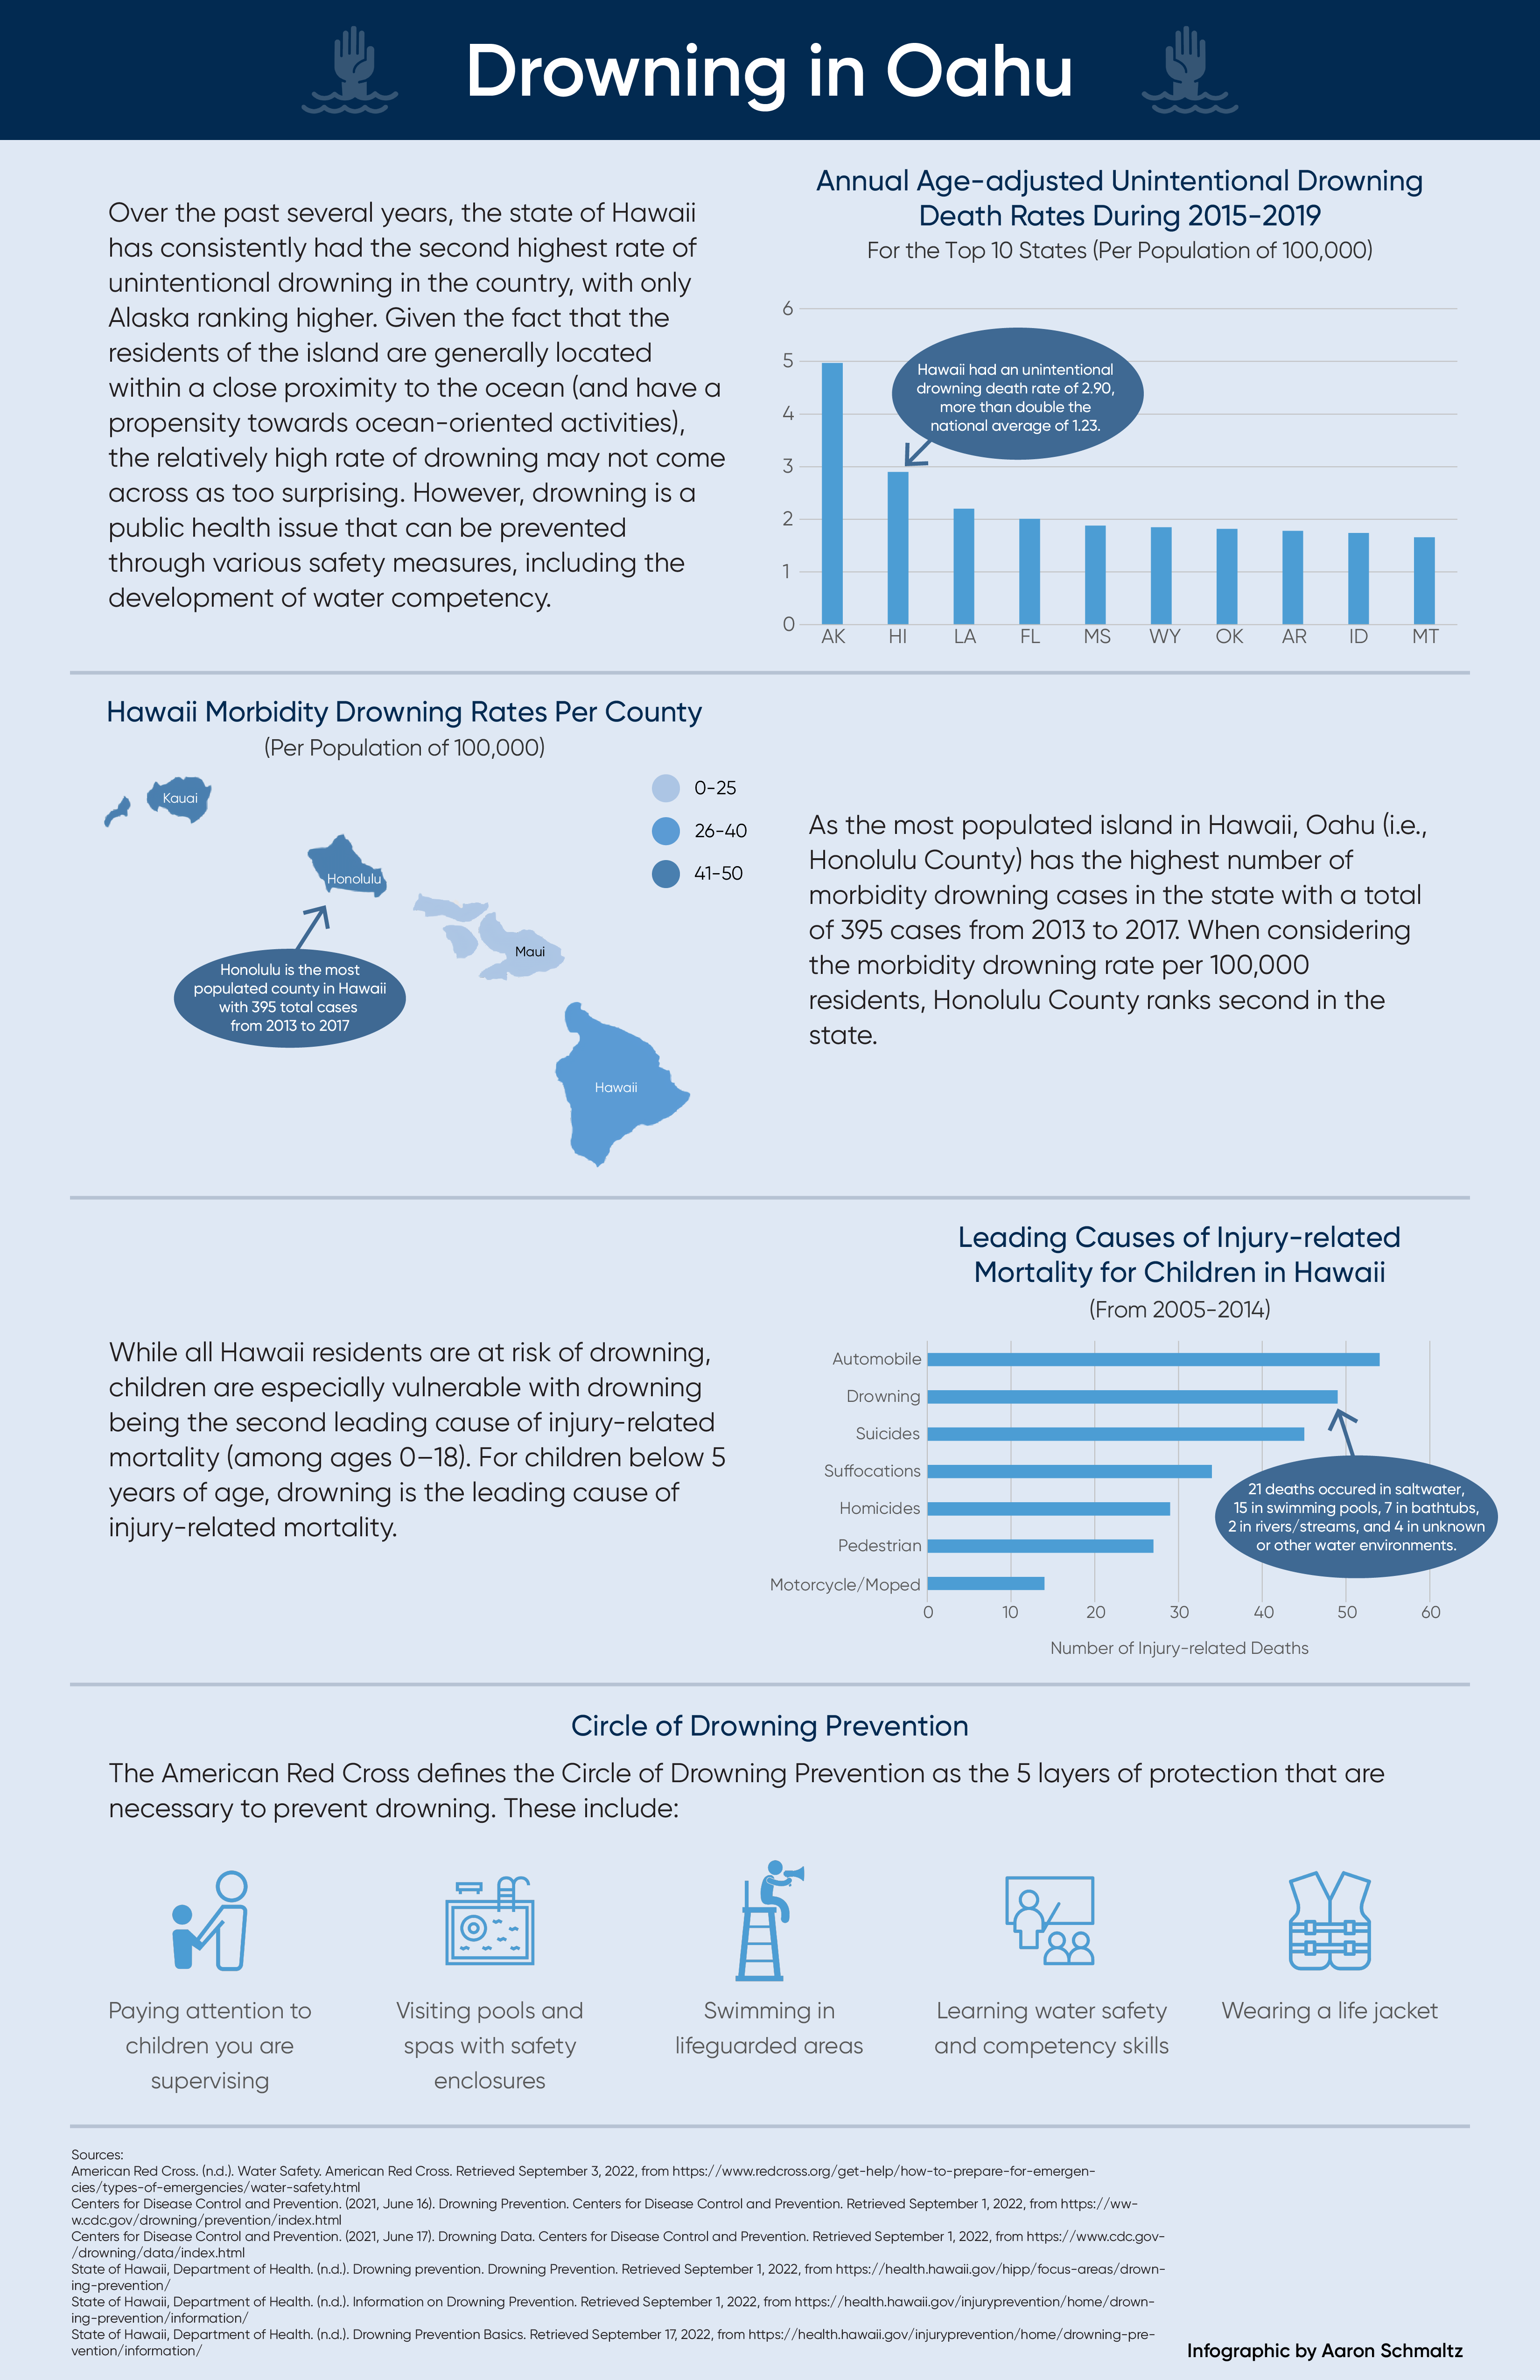 Drowning in Oahu
Over the past several years, the state of Hawaii
has consistently had the second highest rate of
unintentional drowning in the country, with only
Alaska ranking higher. Given the fact that the
residents of the island are generally located
within a close proximity to the ocean (and have a
propensity towards ocean-oriented activities),
the relatively high rate of drowning may not come
across as too surprising. However, drowning is a
public health issue that can be prevented
through various safety measures, including the
development of water competency.
Annual Age-adjusted Unintentional Drowning
Death Rates During 2015-2019
For the Top 10 States (Per Population of 100,000)
6
5
4
3
2
1
0
Hawaii had an unintentional
drowning death rate of 2.90,
more than double the
national average of 1.23.
AK HI LA FL MS WY OK AR ID MT
Hawaii Morbidity Drowning Rates Per County
(Per Population of 100,000)
0-25
26-40
41-50
Kauai
Honolulu
Maui
Hawaii
Honolulu is the most
populated county in Hawaii
with 395 total cases
from 2013 to 2017
As the most populated island in Hawaii, Oahu (i.e.,
Honolulu County) has the highest number of
morbidity drowning cases in the state with a total
of 395 cases from 2013 to 2017. When considering
the morbidity drowning rate per 100,000
residents, Honolulu County ranks second in the
state.
While all Hawaii residents are at risk of drowning,
children are especially vulnerable with drowning
being the second leading cause of injury-related
mortality (among ages 0–18). For children below 5
years of age, drowning is the leading cause of
injury-related mortality.
Leading Causes of Injury-related
Mortality for Children in Hawaii
(From 2005-2014)
Automobile
Drowning
Suicides
Suffocations
Homicides
Pedestrian
Motorcycle/Moped
21 deaths occured in saltwater,
15 in swimming pools, 7 in bathtubs,
2 in rivers/streams, and 4 in unknown
or other water environments.
0 10 20 30 40 50 60
Number of Injury-related Deaths
Circle of Drowning Prevention
The American Red Cross defines the Circle of Drowning Prevention as the 5 layers of protection that are
necessary to prevent drowning. These include:
Paying attention to
children you are
supervising
Visiting pools and
spas with safety
enclosures
Swimming in
lifeguarded areas
Learning water safety
and competency skills
Wearing a life jacket
Sources:
American Red Cross. (n.d.). Water Safety. American Red Cross. Retrieved September 3, 2022, from https://www.redcross.org/get-help/how-to-prepare-for-emergen-
cies/types-of-emergencies/water-safety.html
Centers for Disease Control and Prevention. (2021, June 16). Drowning Prevention. Centers for Disease Control and Prevention. Retrieved September 1, 2022, from https://ww-
w.cdc.gov/drowning/prevention/index.html
Centers for Disease Control and Prevention. (2021, June 17). Drowning Data. Centers for Disease Control and Prevention. Retrieved September 1, 2022, from https://www.cdc.gov-
/drowning/data/index.html
State of Hawaii, Department of Health. (n.d.). Drowning prevention. Drowning Prevention. Retrieved September 1, 2022, from https://health.hawaii.gov/hipp/focus-areas/drown-
ing-prevention/
State of Hawaii, Department of Health. (n.d.). Information on Drowning Prevention. Retrieved September 1, 2022, from https://health.hawaii.gov/injuryprevention/home/drown-
ing-prevention/information/
State of Hawaii, Department of Health. (n.d.). Drowning Prevention Basics. Retrieved September 17, 2022, from https://health.hawaii.gov/injuryprevention/home/drowning-pre-
vention/information/
Infographic by Aaron Schmaltz